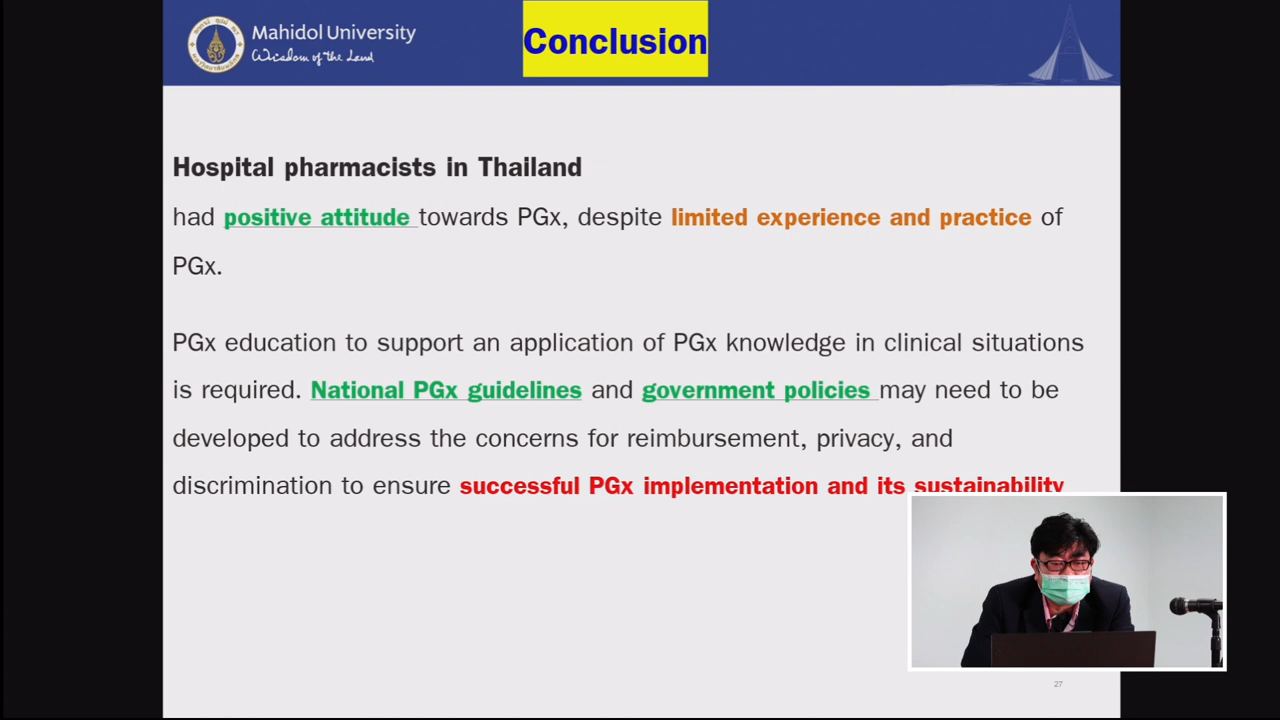 Mahidol University
Wisdom of the Land
Conclusion
Hospital pharmacists in Thailand
had positive attitude towards PGx, despite limited experience and practice of
PGx.
PGx education to support an application of PGx knowledge in clinical situations
is required. National PGx guidelines and government policies may need to be
developed to address the concerns for reimbursement, privacy, and
discrimination to ensure successful PGx implementation and its sustainability
27